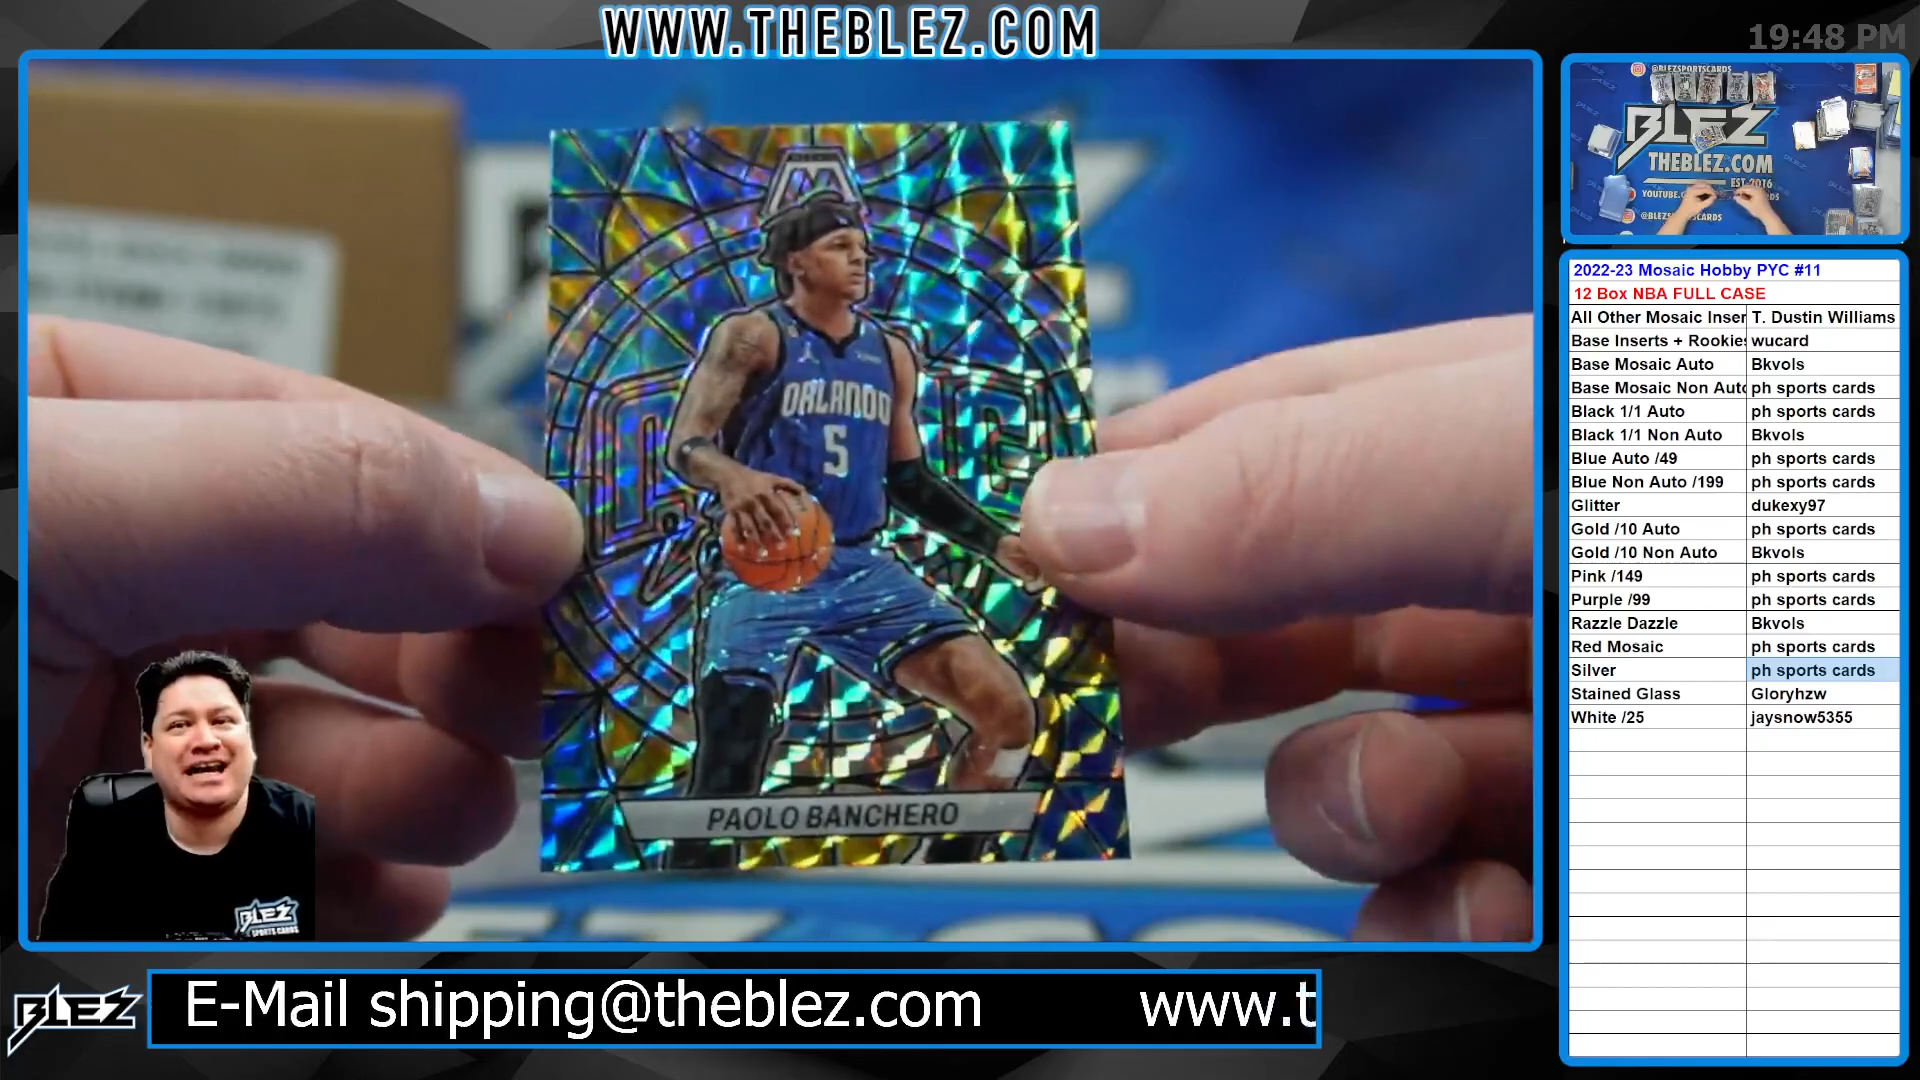 WWW.THEBLEZ.COM
19:48 PM
@BLEZSPORTSCARDS
BLEZ
THEBLEZ.COM
EST 2016
ORLANDO
5
PAOLO BANCHERO
2022-23 Mosaic Hobby PYC #11
12 Box NBA FULL CASE
All Other Mosaic Inser T. Dustin Williams
Base Inserts + Rookies wucard
Base Mosaic Auto Bkvols
Base Mosaic Non Auto ph sports cards
Black 1/1 Auto ph sports cards
Black 1/1 Non Auto Bkvols
Blue Auto /49 ph sports cards
Blue Non Auto /199 ph sports cards
Glitter dukexy97
Gold /10 Auto ph sports cards
Gold /10 Non Auto Bkvols
Pink /149 ph sports cards
Purple /99 ph sports cards
Razzle Dazzle Bkvols
Red Mosaic ph sports cards
Silver ph sports cards
Stained Glass Gloryhzw
White /25 jaysnow5355
BLEZ
SPORTS CARDS
BLEZ
E-Mail shipping@theblez.com www.t